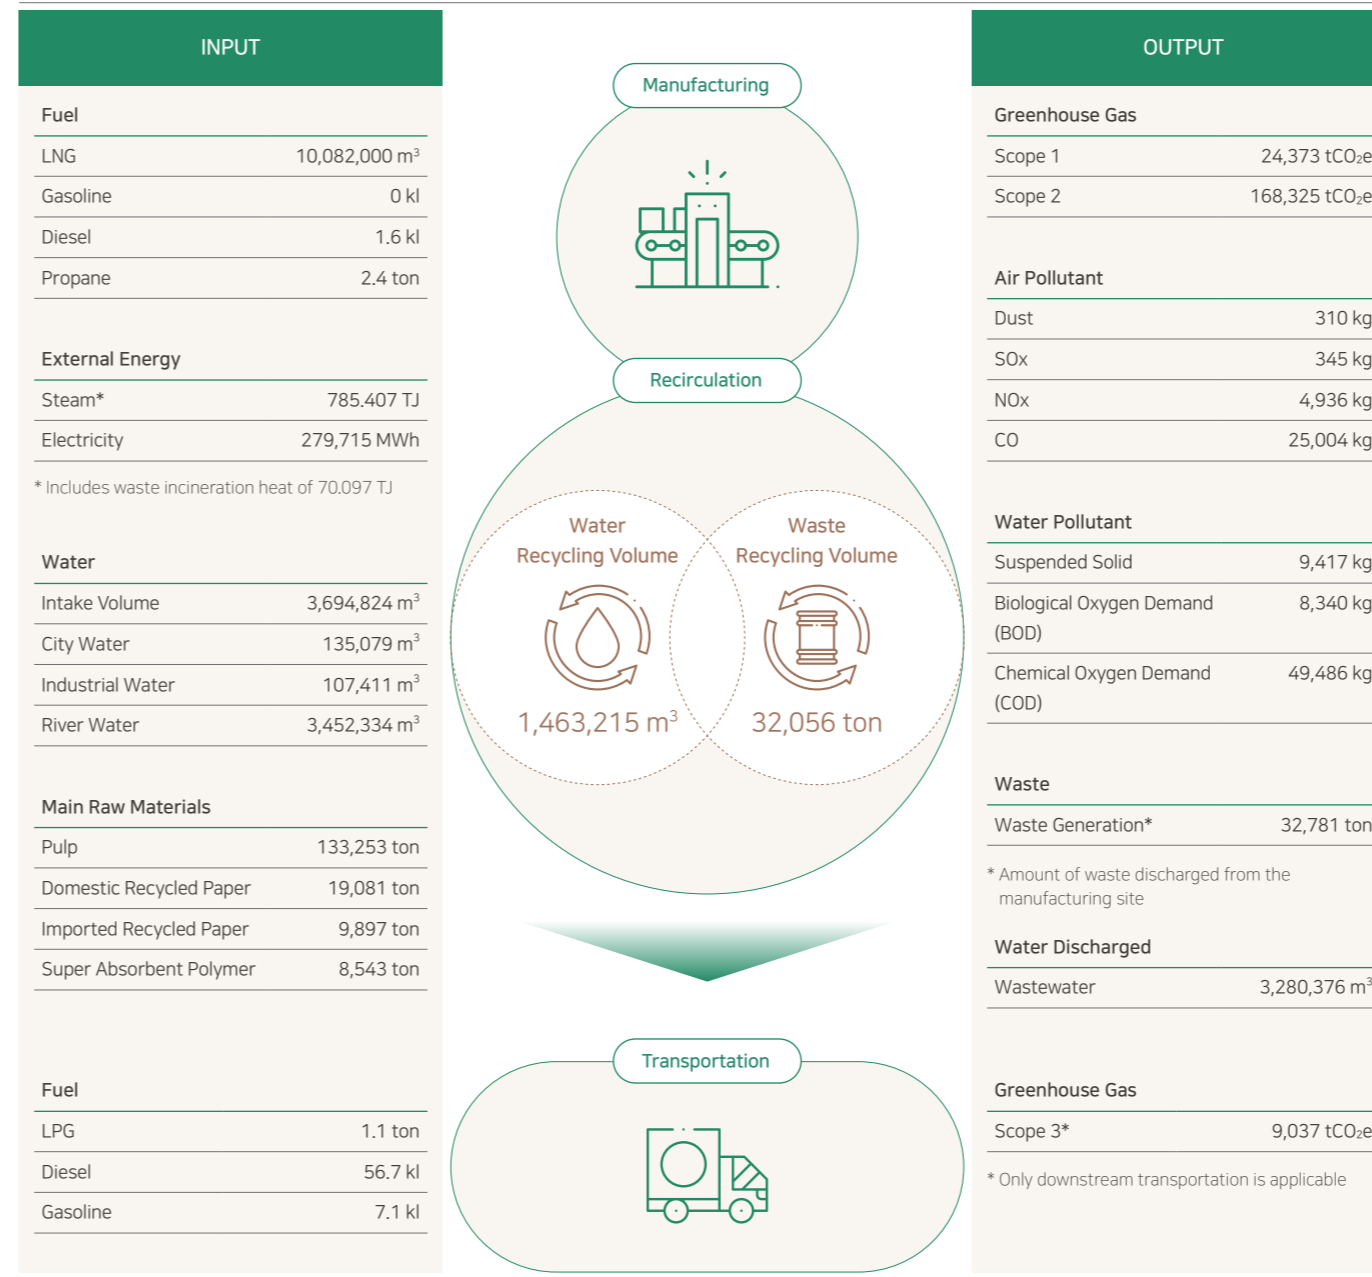 INPUT
Fuel
LNG 10,082,000 m³
Gasoline 0 kl
Diesel 1.6 kl
Propane 2.4 ton
External Energy
Steam* 785.407 TJ
Electricity 279,715 MWh
* Includes waste incineration heat of 70.097 TJ
Water
Intake Volume 3,694,824 m³
City Water 135,079 m³
Industrial Water 107,411 m³
River Water 3,452,334 m³
Main Raw Materials
Pulp 133,253 ton
Domestic Recycled Paper 19,081 ton
Imported Recycled Paper 9,897 ton
Super Absorbent Polymer 8,543 ton
Fuel
LPG 1.1 ton
Diesel 56.7 kl
Gasoline 7.1 kl
Manufacturing
Recirculation
Water
Recycling Volume
1,463,215 m³
Waste
Recycling Volume
32,056 ton
Transportation
OUTPUT
Greenhouse Gas
Scope 1 24,373 tCO₂e
Scope 2 168,325 tCO₂e
Air Pollutant
Dust 310 kg
SOx 345 kg
NOx 4,936 kg
CO 25,004 kg
Water Pollutant
Suspended Solid 9,417 kg
Biological Oxygen Demand 8,340 kg
(BOD)
Chemical Oxygen Demand 49,486 kg
(COD)
Waste
Waste Generation* 32,781 ton
* Amount of waste discharged from the
manufacturing site
Water Discharged
Wastewater 3,280,376 m³
Greenhouse Gas
Scope 3* 9,037 tCO₂e
* Only downstream transportation is applicable